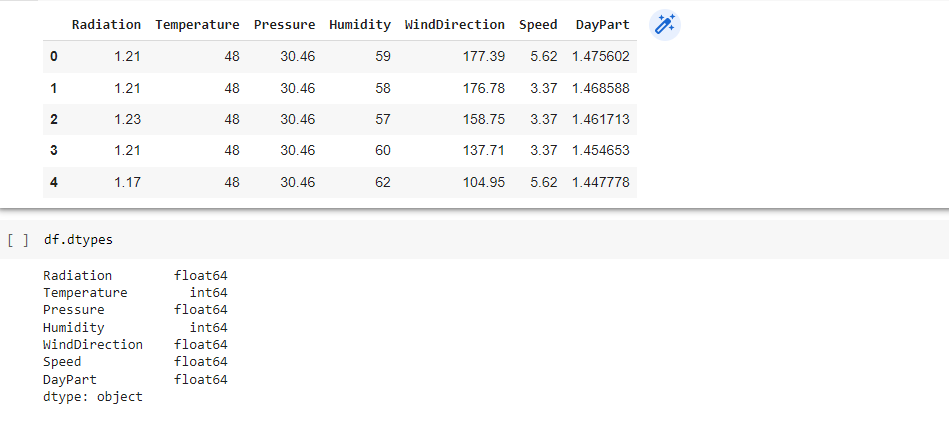 Radiation Temperature Pressure Humidity WindDirection Speed DayPart
0 1.21 48 30.46 59 177.39 5.62 1.475602
1 1.21 48 30.46 58 176.78 3.37 1.468588
2 1.23 48 30.46 57 158.75 3.37 1.461713
3 1.21 48 30.46 60 137.71 3.37 1.454653
4 1.17 48 30.46 62 104.95 5.62 1.447778
[ ] df.dtypes
Radiation float64
Temperature int64
Pressure float64
Humidity int64
WindDirection float64
Speed float64
DayPart float64
dtype: object